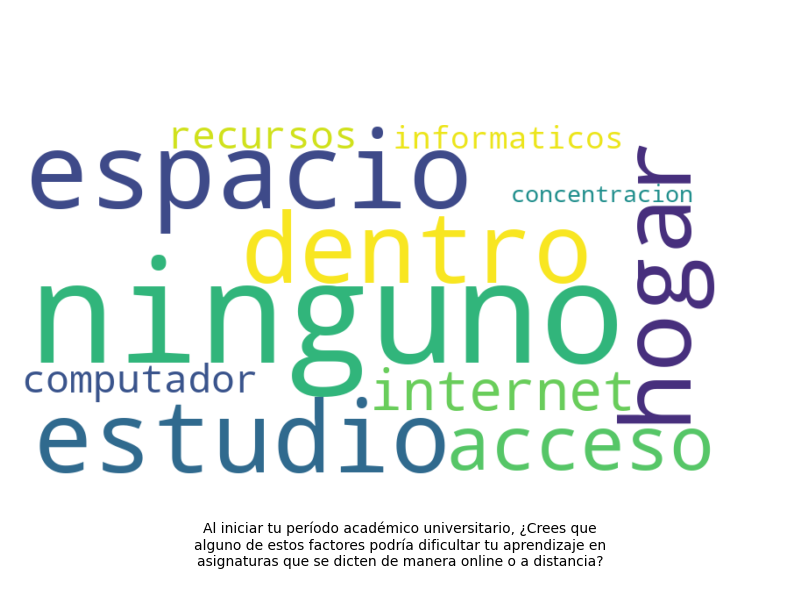 recursos informaticos
espacio
concentracion
dentro
hogar
ninguno
computador
internet
estudio
acceso
Al iniciar tu período académico universitario, ¿Crees que
alguno de estos factores podría dificultar tu aprendizaje en
asignaturas que se dicten de manera online o a distancia?